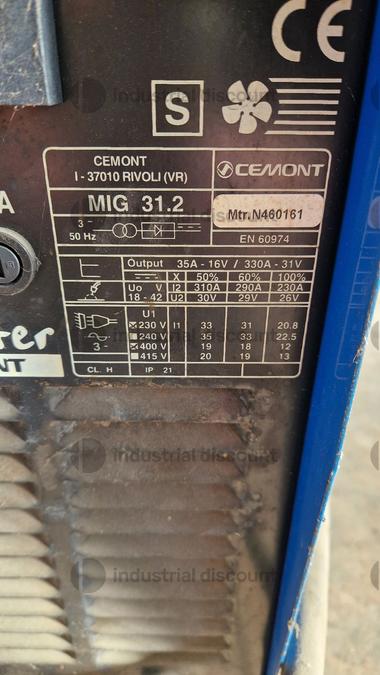 CE
S
CEMONT
I - 37010 RIVOLI (VR)
CEMONT
MIG 31.2
Mtr.N460161
3~
50 Hz
EN 60974
Output 35A - 16V / 330A - 31V
X 50% 60% 100%
Uo V I2 310A 290A 230A
18 - 42 U2 30V 29V 26V
U1
230 V I1 33 31 20.8
240 V 35 33 22.5
400 V 19 18 12
3~
415 V 20 19 13
CL. H IP 21
A
NT
industrial discount
industrial discount
industrial discount
industrial discount